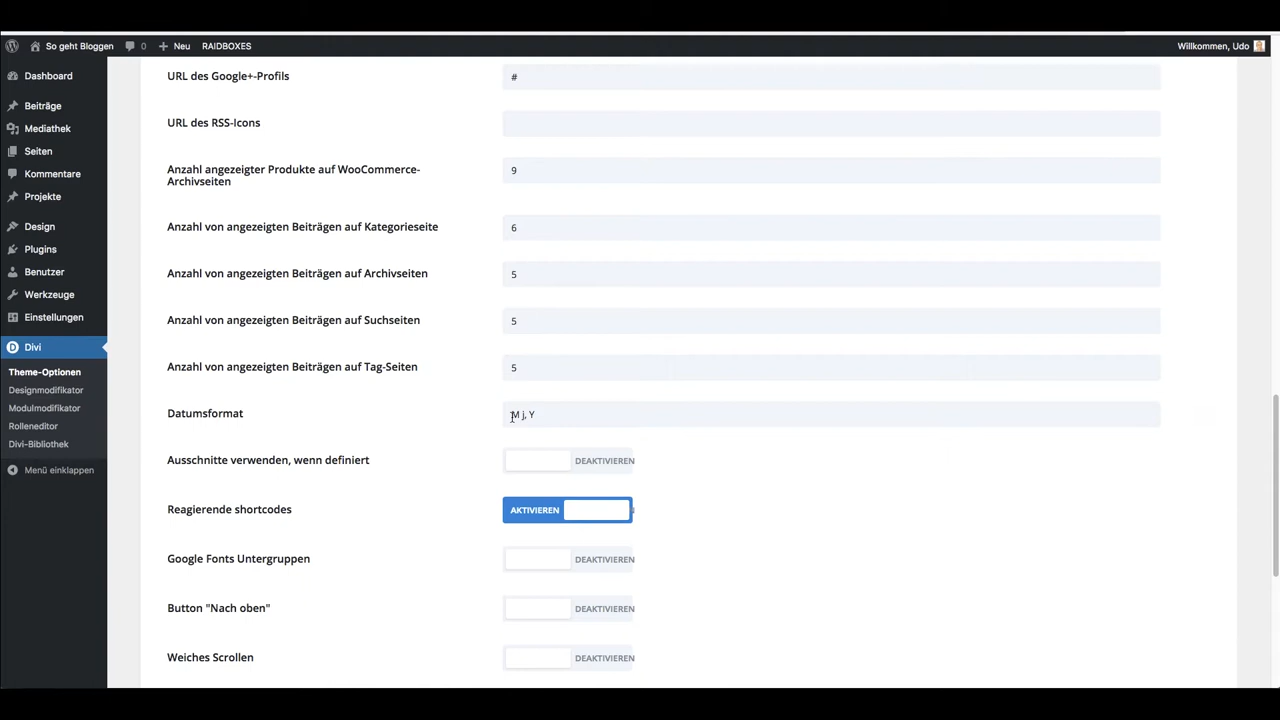 So geht Bloggen
0
Neu
RAIDBOXES
Willkommen, Udo
Dashboard
Beiträge
Mediathek
Seiten
Kommentare
Projekte
Design
Plugins
Benutzer
Werkzeuge
Einstellungen
Divi
Theme-Optionen
Designmodifikator
Modulmodifikator
Rolleneditor
Divi-Bibliothek
Menü einklappen
URL des Google+-Profils
#
URL des RSS-Icons
Anzahl angezeigter Produkte auf WooCommerce-
Archivseiten
9
Anzahl von angezeigten Beiträgen auf Kategorieseite
6
Anzahl von angezeigten Beiträgen auf Archivseiten
5
Anzahl von angezeigten Beiträgen auf Suchseiten
5
Anzahl von angezeigten Beiträgen auf Tag-Seiten
5
Datumsformat
M j, Y
Ausschnitte verwenden, wenn definiert
DEAKTIVIEREN
Reagierende shortcodes
AKTIVIEREN
Google Fonts Untergruppen
DEAKTIVIEREN
Button "Nach oben"
DEAKTIVIEREN
Weiches Scrollen
DEAKTIVIEREN